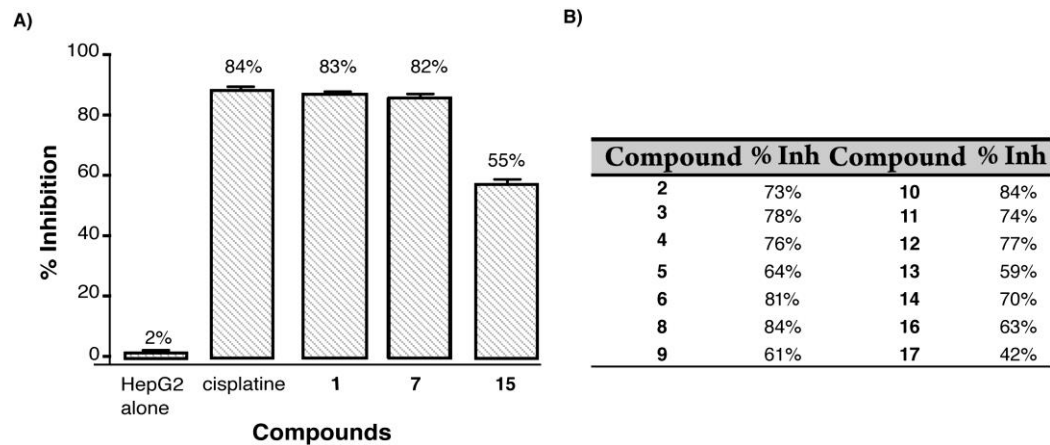 A)
% Inhibition
100
80
60
40
20
0
2%
84%
83%
82%
55%
HepG2 alone
cisplatine
1
7
15
Compounds
B)
Compound % Inh Compound % Inh
2 73% 10 84%
3 78% 11 74%
4 76% 12 77%
5 64% 13 59%
6 81% 14 70%
8 84% 16 63%
9 61% 17 42%